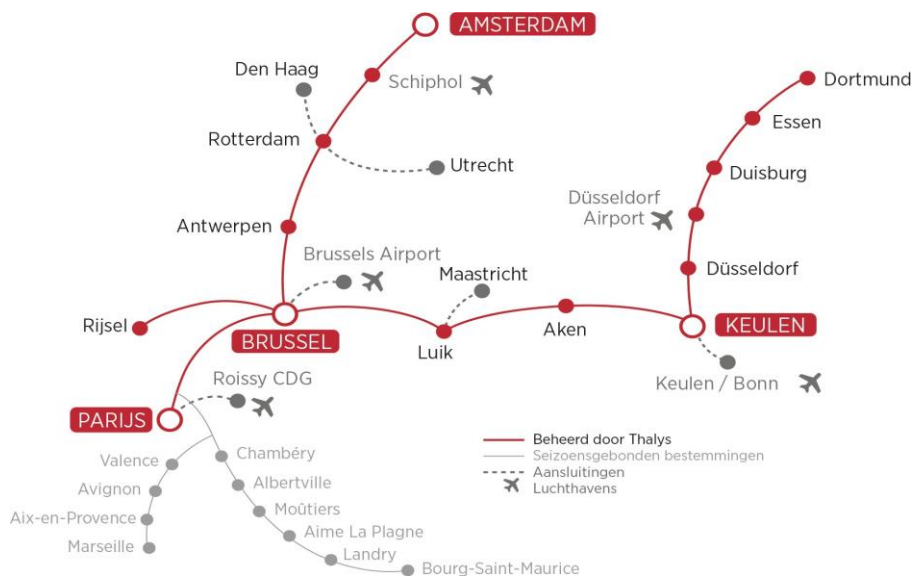 AMSTERDAM
Den Haag
Schiphol
Dortmund
Essen
Rotterdam
Utrecht
Duisburg
Düsseldorf
Airport
Antwerpen
Brussels Airport
Maastricht
Düsseldorf
Rijsel
BRUSSEL
Luik
Aken
KEULEN
Roissy CDG
Keulen / Bonn
PARIJS
Valence
Chambéry
Avignon
Albertville
Aix-en-Provence
Moûtiers
Marseille
Aime La Plagne
Landry
Bourg-Saint-Maurice
Beheerd door Thalys
Seizoensgebonden bestemmingen
Aansluitingen
Luchthavens